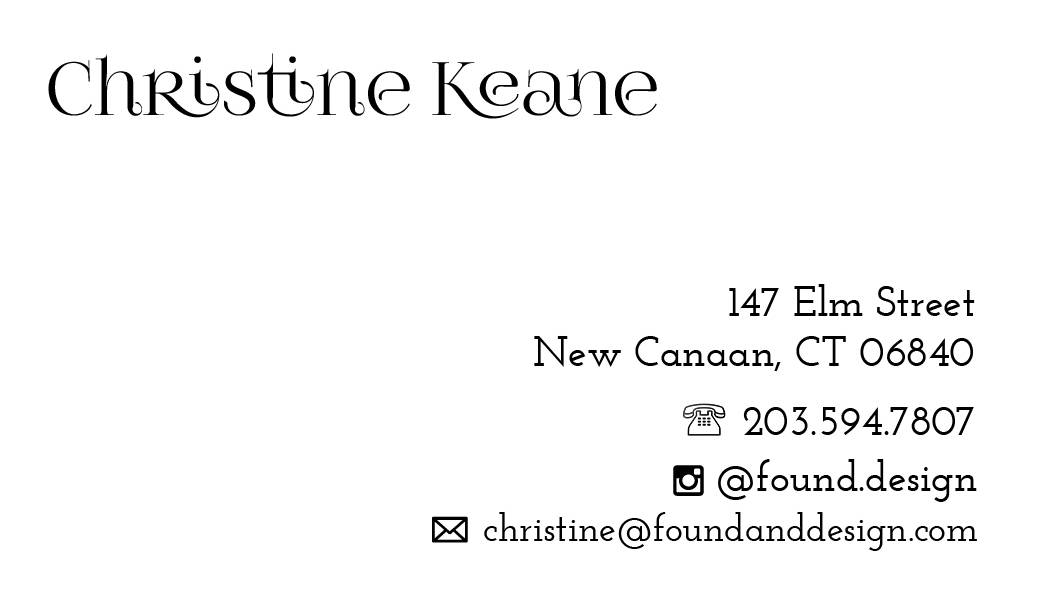 Christine Keane
147 Elm Street
New Canaan, CT 06840
203.594.7807
@found.design
christine@foundanddesign.com